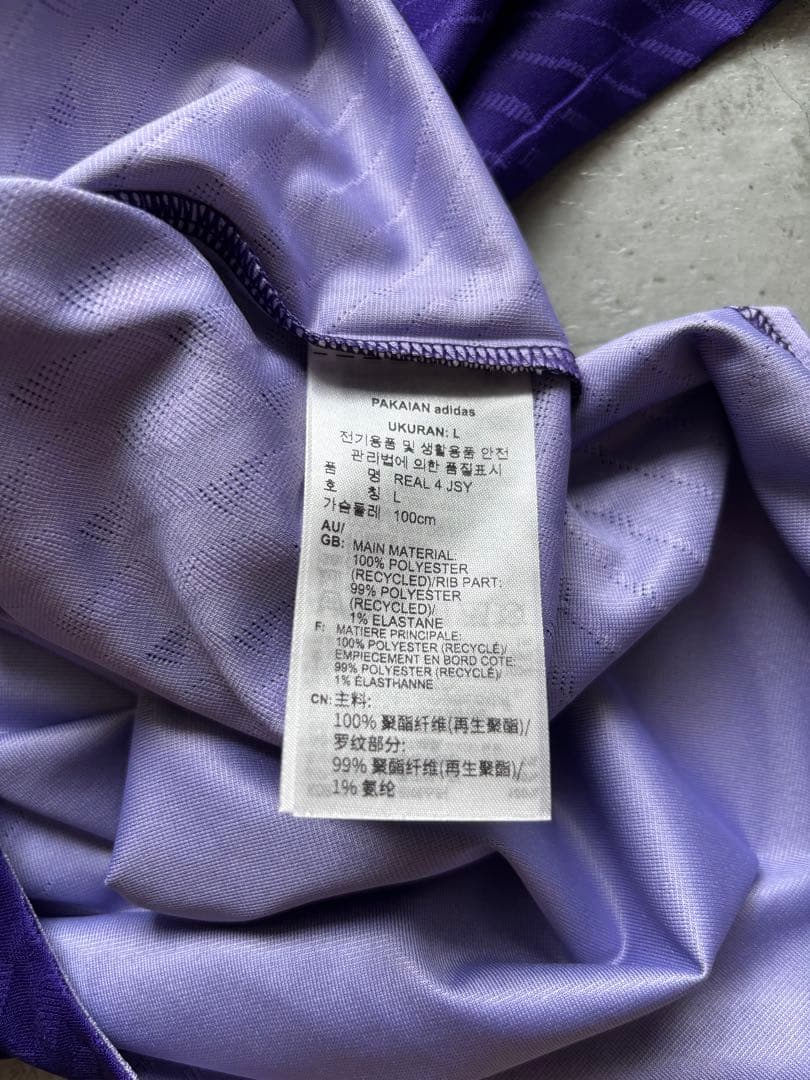 PAKAIAN adidas
UKURAN: L
전기용품 및 생활용품 안전
관리법에 의한 품질표시
품 명 REAL 4 JSY
호 칭 L
가슴둘레 100cm
AU/
GB: MAIN MATERIAL:
100% POLYESTER
(RECYCLED)/RIB PART:
99% POLYESTER
(RECYCLED)/
1% ELASTANE
F: MATIERE PRINCIPALE:
100% POLYESTER (RECYCLÉ)/
EMPIECEMENT EN BORD COTE:
99% POLYESTER (RECYCLÉ)/
1% ÉLASTHANNE
CN: 主料:
100% 聚酯纤维(再生聚酯)/
罗纹部分:
99% 聚酯纤维(再生聚酯)/
1% 氨纶